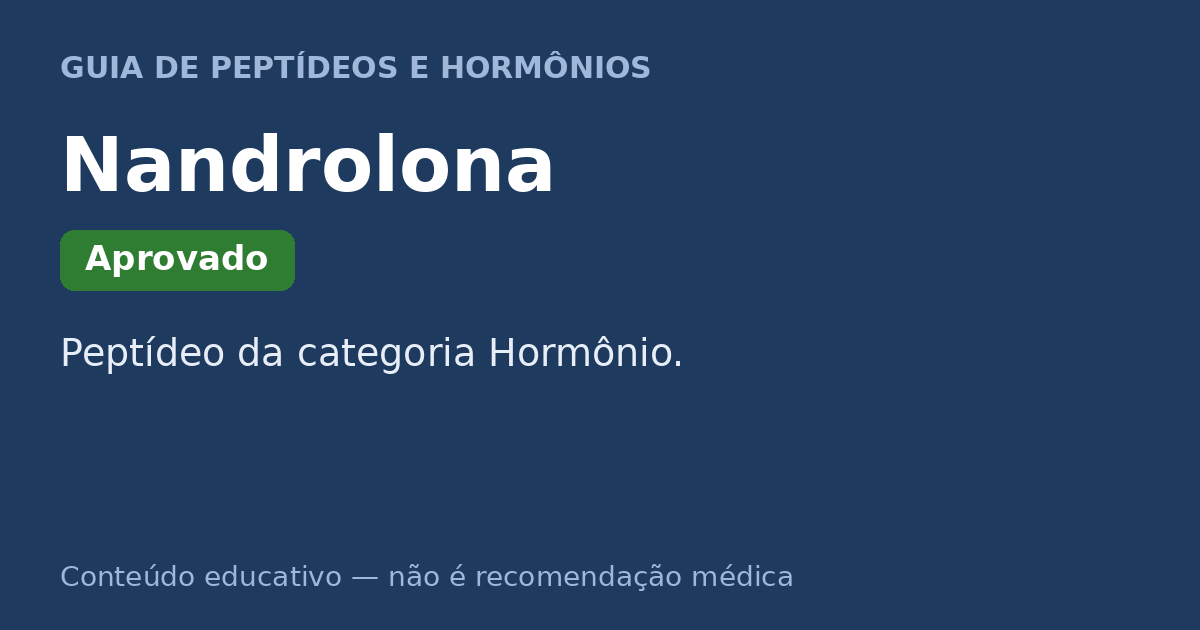 GUIA DE PEPTÍDEOS E HORMÔNIOS
Nandrolona
Aprovado
Peptídeo da categoria Hormônio.
Conteúdo educativo — não é recomendação médica